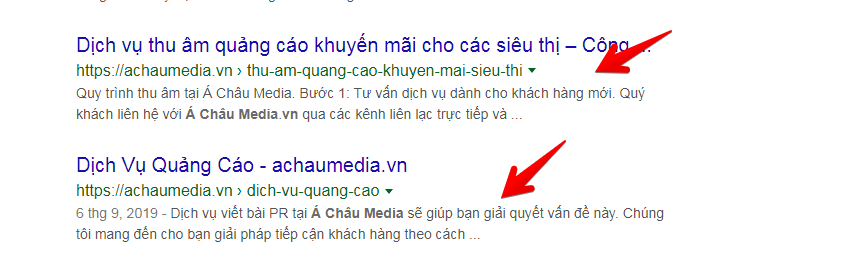 Dịch vụ thu âm quảng cáo khuyến mãi cho các siêu thị – Công ...
https://achaumedia.vn › thu-am-quang-cao-khuyen-mai-sieu-thi
Quy trình thu âm tại Á Châu Media. Bước 1: Tư vấn dịch vụ dành cho khách hàng mới. Quý
khách liên hệ với Á Châu Media.vn qua các kênh liên lạc trực tiếp và ...
Dịch Vụ Quảng Cáo - achaumedia.vn
https://achaumedia.vn › dich-vu-quang-cao
6 thg 9, 2019 - Dịch vụ viết bài PR tại Á Châu Media sẽ giúp bạn giải quyết vấn đề này. Chúng
tôi mang đến cho bạn giải pháp tiếp cận khách hàng theo cách ...